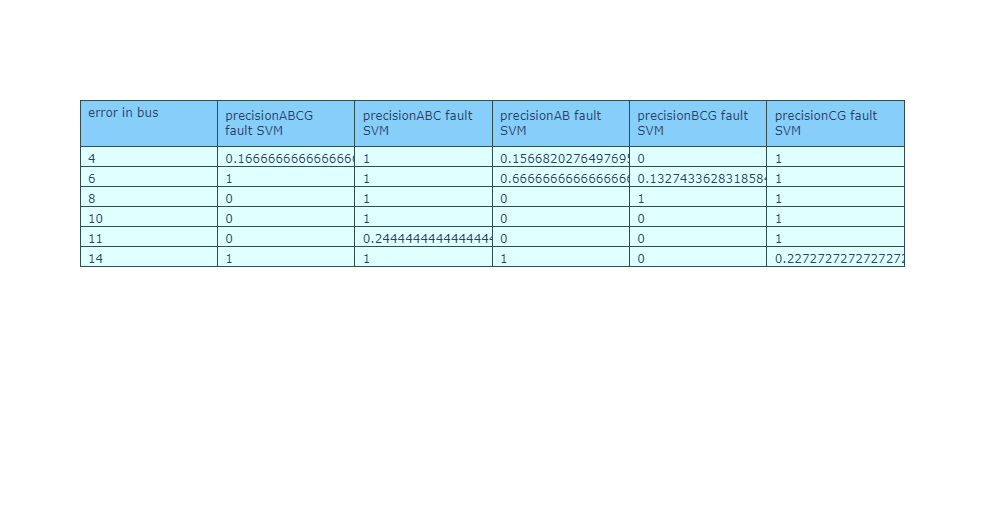 error in bus precisionABCG fault SVM precisionABC fault SVM precisionAB fault SVM precisionBCG fault SVM precisionCG fault SVM
4 0.1666666666666666 1 0.156682027649769 0 1
6 1 1 0.6666666666666666 0.132743362831858 1
8 0 1 0 1 1
10 0 1 0 0 1
11 0 0.244444444444444 0 0 1
14 1 1 1 0 0.227272727272727